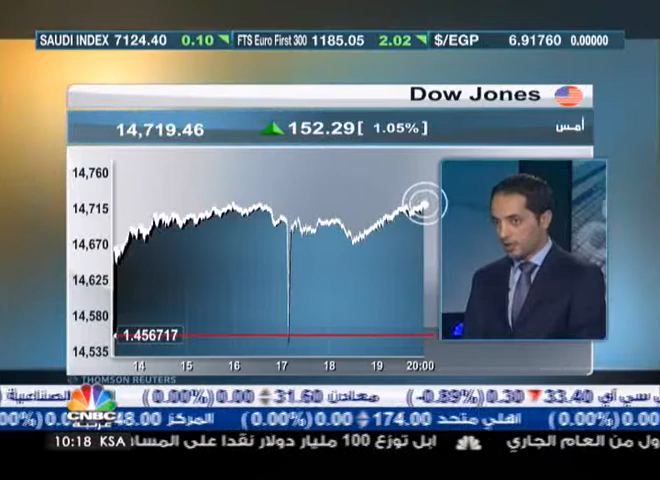 SAUDI INDEX 7124.40 0.10 FTS Euro First 300 1185.05 2.02 $/EGP 6.91760 0.00000
Dow Jones
14,719.46 152.29[ 1.05%] أمس
14,760
14,715
14,670
14,625
14,580
14,535
1.456717
14 15 16 17 18 19 20:00
THOMSON REUTERS
سي آي 33.40 0.30 (-0.89%) معادن 31.60 0.00 (0.00%) الصناعية
(0.00%) 0.00 اهلي متحد 174.00 0.00 (0.00%) المركز 48.00
CNBC
عربية
10:18 KSA
ول من العام الجاري ابل توزع 100 مليار دولار نقدا على المسا